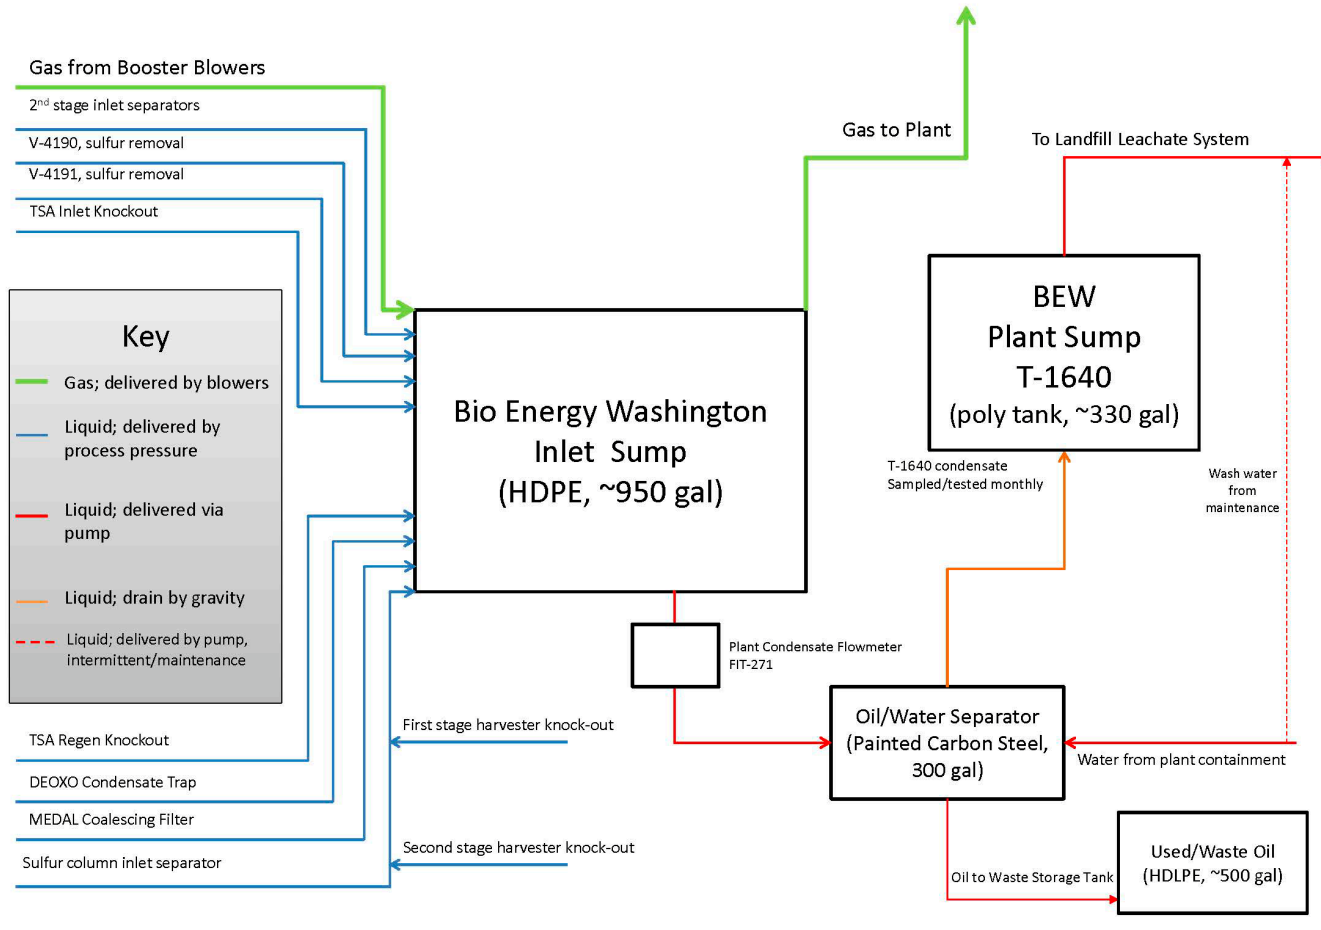 Gas from Booster Blowers
2nd stage inlet separators
V-4190, sulfur removal
V-4191, sulfur removal
TSA Inlet Knockout
Gas to Plant
To Landfill Leachate System
Key
Gas; delivered by blowers
Liquid; delivered by
process pressure
Liquid; delivered via
pump
Liquid; drain by gravity
Liquid; delivered by pump,
intermittent/maintenance
Bio Energy Washington
Inlet Sump
(HDPE, ~950 gal)
BEW
Plant Sump
T-1640
(poly tank, ~330 gal)
T-1640 condensate
Sampled/tested monthly
Wash water
from
maintenance
Plant Condensate Flowmeter
FIT-271
Oil/Water Separator
(Painted Carbon Steel,
300 gal)
Water from plant containment
First stage harvester knock-out
Second stage harvester knock-out
TSA Regen Knockout
DEOXO Condensate Trap
MEDAL Coalescing Filter
Sulfur column inlet separator
Oil to Waste Storage Tank
Used/Waste Oil
(HDLPE, ~500 gal)